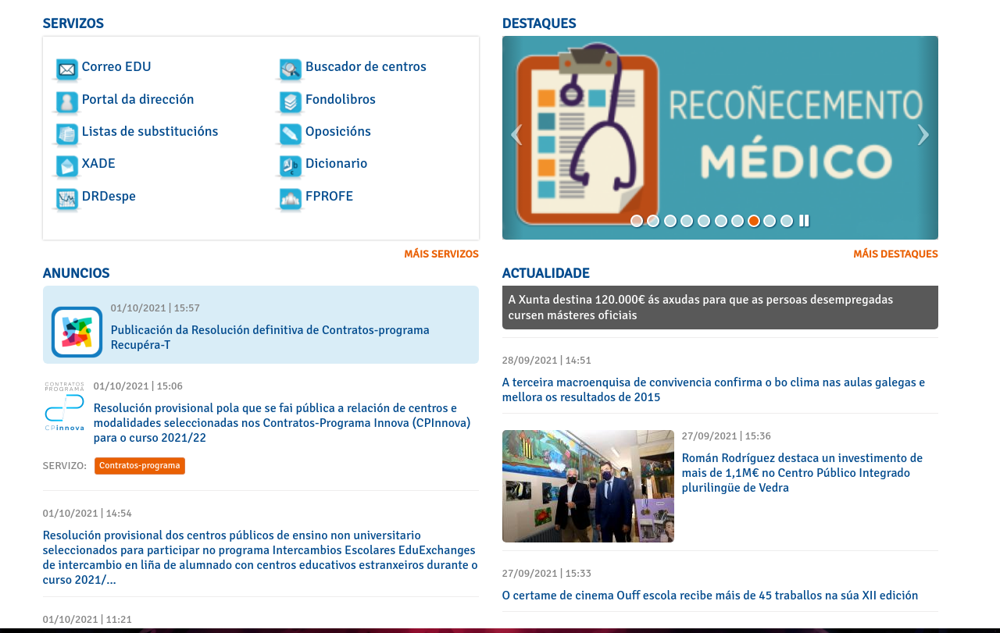 SERVIZOS
Correo EDU
Portal da dirección
Listas de substitucións
XADE
DRDespe
Buscador de centros
Fondolibros
Oposicións
Dicionario
FPROFE
MÁIS SERVIZOS
DESTAQUES
RECOÑECEMENTO
MÉDICO
MÁIS DESTAQUES
ANUNCIOS
01/10/2021 | 15:57
Publicación da Resolución definitiva de Contratos-programa
Recupéra-T
CONTRATOS
PROGRAMA
CPinnova
01/10/2021 | 15:06
Resolución provisional pola que se fai pública a relación de centros e
modalidades seleccionadas nos Contratos-Programa Innova (CPInnova)
para o curso 2021/22
SERVIZO: Contratos-programa
01/10/2021 | 14:54
Resolución provisional dos centros públicos de ensino non universitario
seleccionados para participar no programa Intercambios Escolares EduExchanges
de intercambio en liña de alumnado con centros educativos estranxeiros durante o
curso 2021/...
01/10/2021 | 11:21
ACTUALIDADE
A Xunta destina 120.000€ ás axudas para que as persoas desempregadas
cursen másteres oficiais
28/09/2021 | 14:51
A terceira macroenquisa de convivencia confirma o bo clima nas aulas galegas e
mellora os resultados de 2015
27/09/2021 | 15:36
Román Rodríguez destaca un investimento de
mais de 1,1M€ no Centro Público Integrado
plurilingüe de Vedra
27/09/2021 | 15:33
O certame de cinema Ouff escola recibe máis de 45 traballos na súa XII edición